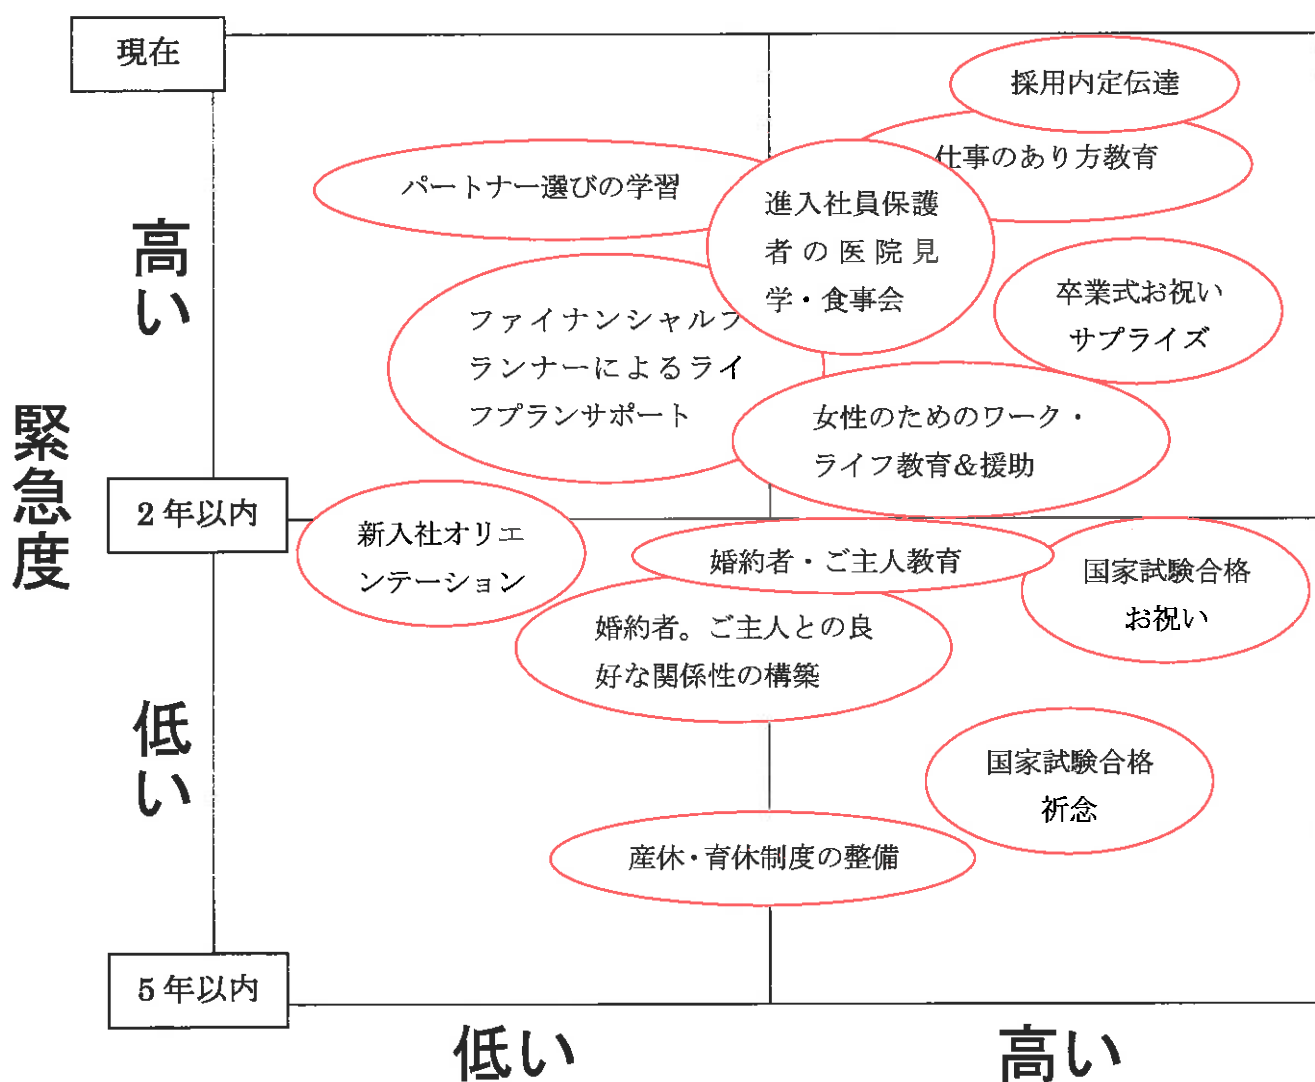 現在
採用内定伝達
仕事のあり方教育
パートナー選びの学習
進入社員保護
者の医院見
学・食事会
高い
卒業式お祝い
サプライズ
ファイナンシャルプ
ランナーによるライ
フプランサポート
女性のためのワーク・
ライフ教育&援助
緊急度
2年以内
新入社オリエ
ンテーション
婚約者・ご主人教育
国家試験合格
お祝い
婚約者。ご主人との良
好な関係性の構築
低い
国家試験合格
祈念
産休・育休制度の整備
5年以内
低い
高い